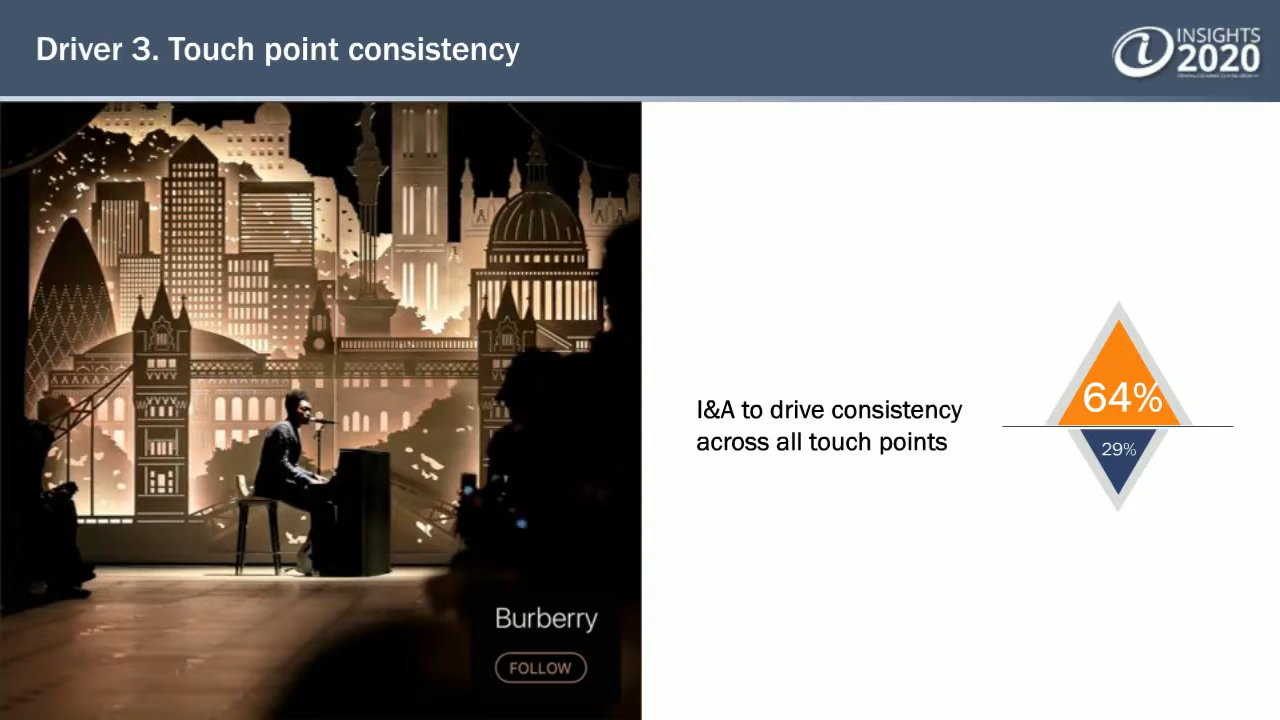 Driver 3. Touch point consistency
INSIGHTS
2020
I&A to drive consistency
across all touch points
64%
29%
Burberry
FOLLOW